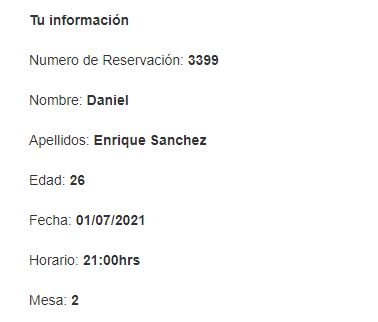 Tu información
Numero de Reservación: 3399
Nombre: Daniel
Apellidos: Enrique Sanchez
Edad: 26
Fecha: 01/07/2021
Horario: 21:00hrs
Mesa: 2